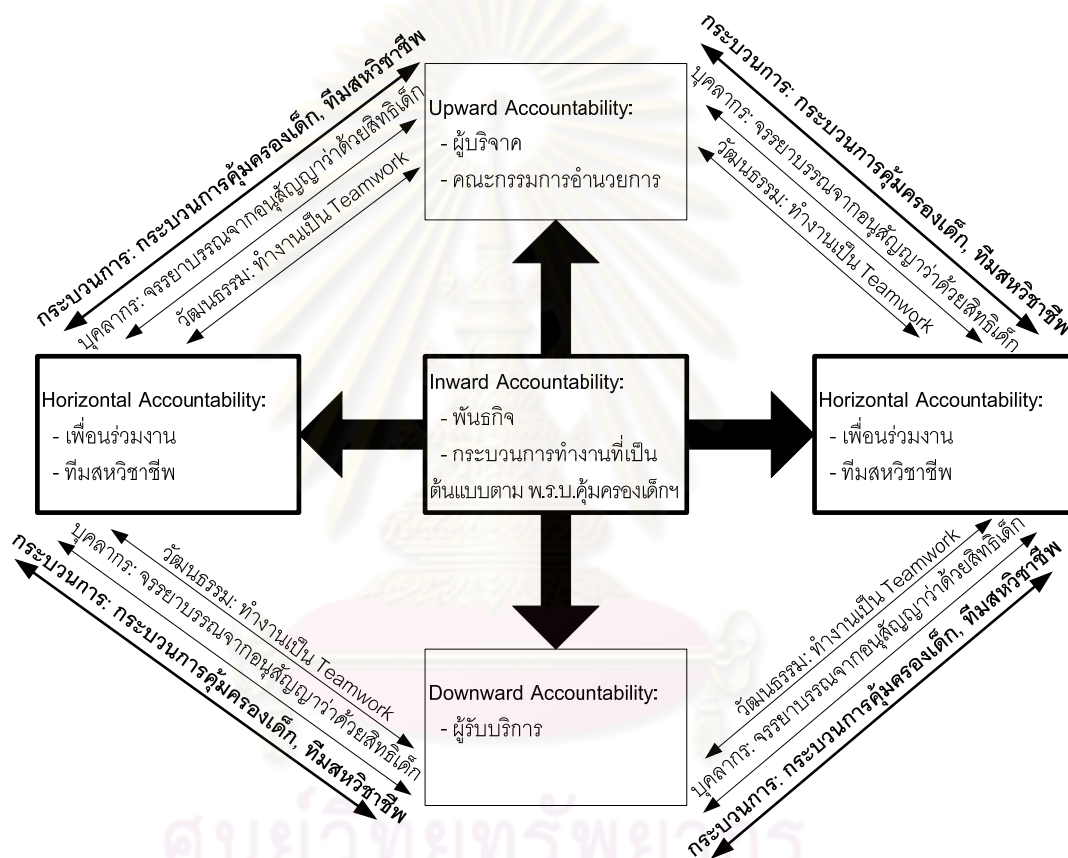 กระบวนการ: กระบวนการคุ้มครองเด็ก, ทีมสหวิชาชีพ
บุคลากร: จรรยาบรรณจากอนุสัญญาว่าด้วยสิทธิเด็ก
วัฒนธรรม: ทำงานเป็น Teamwork
Upward Accountability:
- ผู้บริจาค
- คณะกรรมการอำนวยการ
กระบวนการ: กระบวนการคุ้มครองเด็ก, ทีมสหวิชาชีพ
บุคลากร: จรรยาบรรณจากอนุสัญญาว่าด้วยสิทธิเด็ก
วัฒนธรรม: ทำงานเป็น Teamwork
Horizontal Accountability:
- เพื่อนร่วมงาน
- ทีมสหวิชาชีพ
Inward Accountability:
- พันธกิจ
- กระบวนการทำงานที่เป็น
ต้นแบบตาม พ.ร.บ.คุ้มครองเด็กฯ
Horizontal Accountability:
- เพื่อนร่วมงาน
- ทีมสหวิชาชีพ
วัฒนธรรม: ทำงานเป็น Teamwork
บุคลากร: จรรยาบรรณจากอนุสัญญาว่าด้วยสิทธิเด็ก
กระบวนการ: กระบวนการคุ้มครองเด็ก, ทีมสหวิชาชีพ
Downward Accountability:
- ผู้รับบริการ
วัฒนธรรม: ทำงานเป็น Teamwork
บุคลากร: จรรยาบรรณจากอนุสัญญาว่าด้วยสิทธิเด็ก
กระบวนการ: กระบวนการคุ้มครองเด็ก, ทีมสหวิชาชีพ
ศูนย์วิทยทรัพยากร